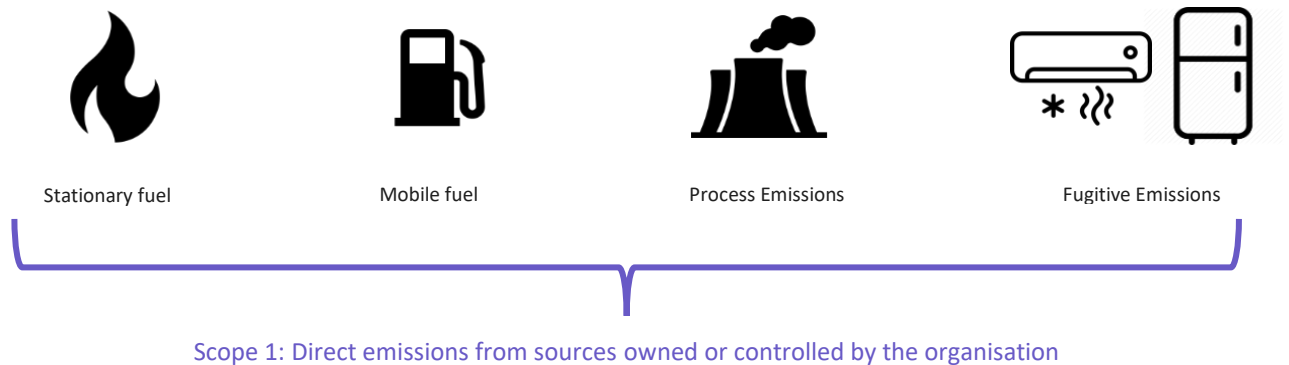 Stationary fuel
Mobile fuel
Process Emissions
Fugitive Emissions
Scope 1: Direct emissions from sources owned or controlled by the organisation